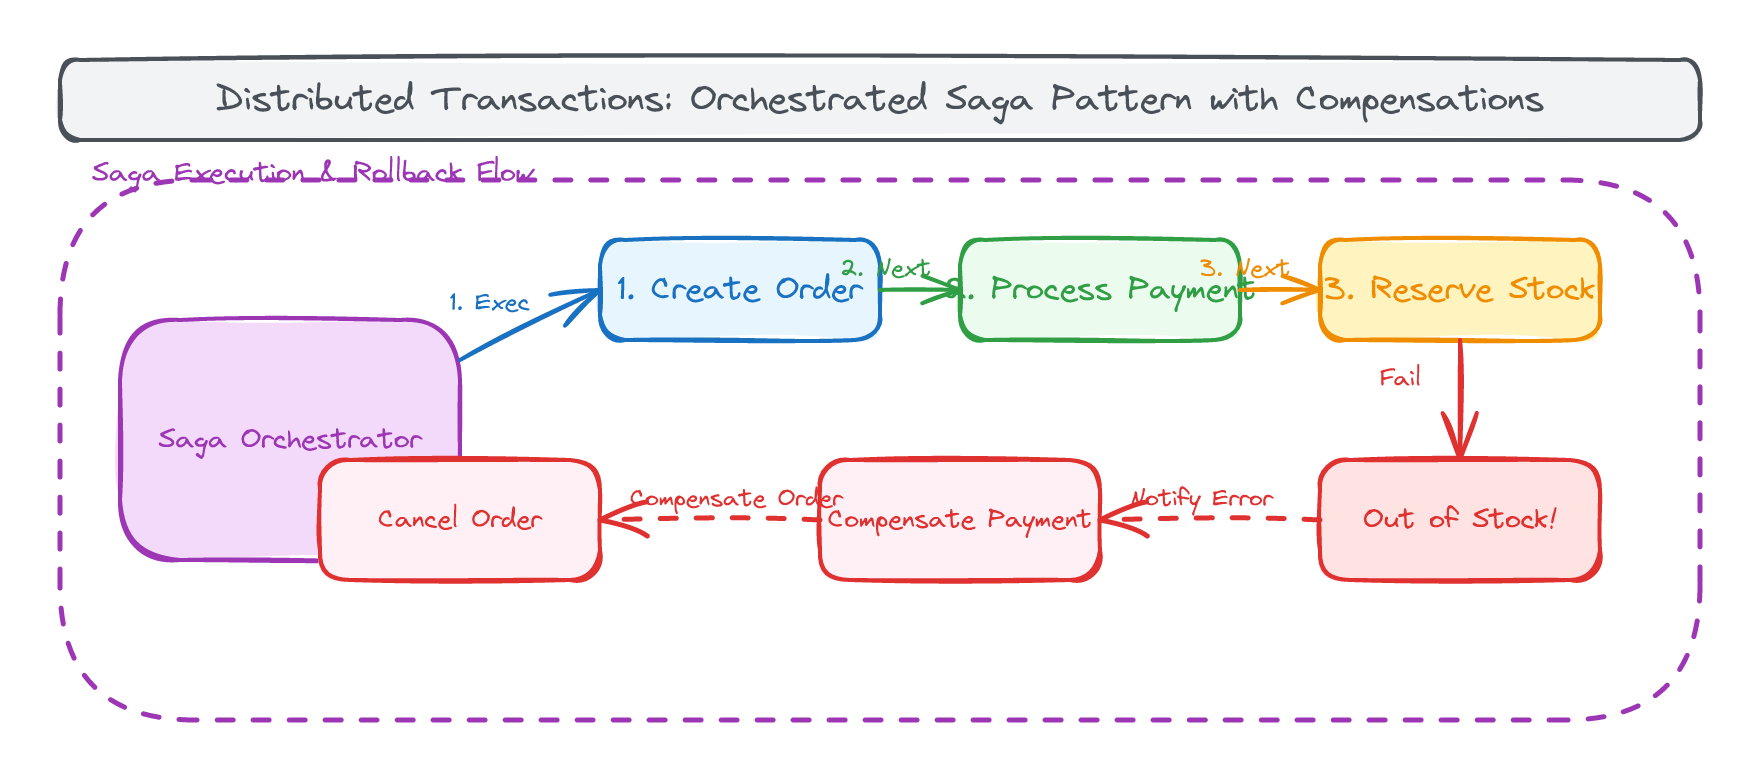 Distributed Transactions: Orchestrated Saga Pattern with Compensations
Saga Execution & Rollback Flow
1. Exec
1. Create Order
2. Next
2. Process Payment
3. Next
3. Reserve Stock
Fail
Saga Orchestrator
Cancel Order
Compensate Order
Compensate Payment
Notify Error
Out of Stock!